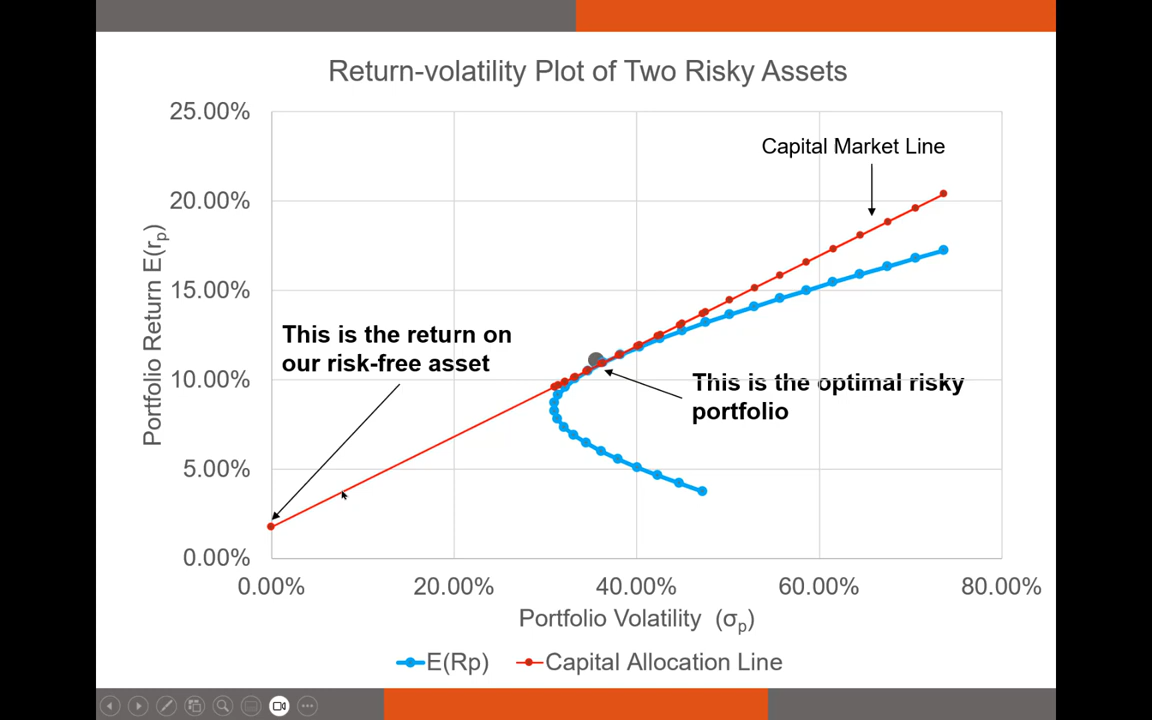 Return-volatility Plot of Two Risky Assets
25.00%
Capital Market Line
20.00%
15.00%
This is the return on
our risk-free asset
10.00%
This is the optimal risky
portfolio
5.00%
0.00%
Portfolio Return E(rp)
0.00% 20.00% 40.00% 60.00% 80.00%
Portfolio Volatility (σp)
E(Rp) Capital Allocation Line